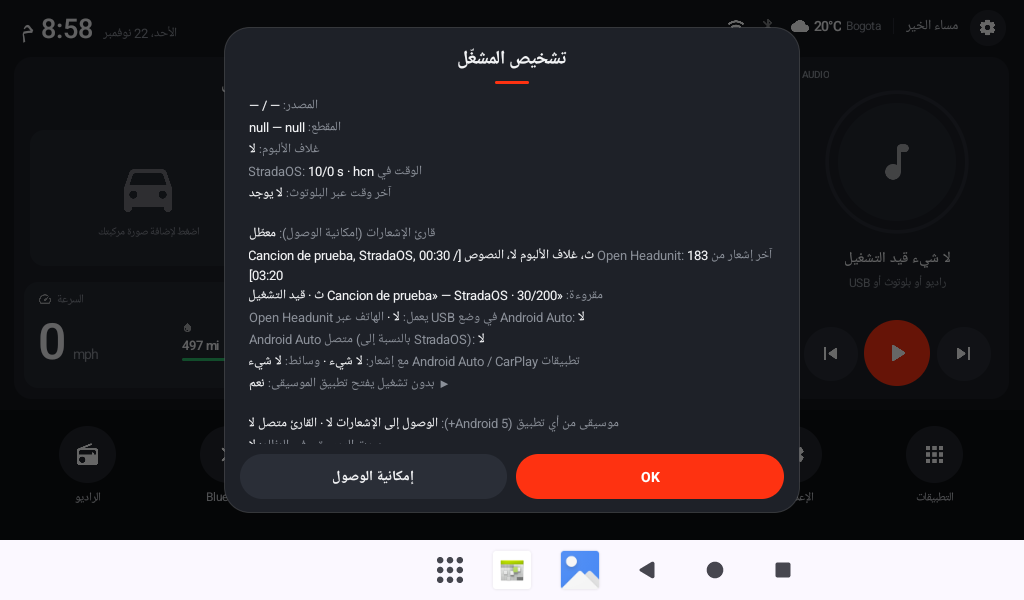 8:58 م
الأحد، 22 نوفمبر
20°C Bogota
مساء الخير
تشخيص المشغّل
المصدر: — / —
المقطع: null — null
غلاف الألبوم: لا
الوقت في StradaOS: 10/0 s · hcn
آخر وقت عبر البلوتوث: لا يوجد
قارئ الإشعارات (إمكانية الوصول): معطّل
آخر إشعار من Open Headunit: 183 ث، غلاف الألبوم لا، النصوص [Cancion de prueba, StradaOS, 00:30 /
03:20]
مقروءة: «Cancion de prueba» — StradaOS · 30/200 ث · قيد التشغيل
Android Auto في وضع USB يعمل: لا · الهاتف عبر Open Headunit: لا
متصل Android Auto (بالنسبة إلى StradaOS): لا
تطبيقات Android Auto / CarPlay مع إشعار: لا شيء · وسائط: لا شيء
▶ بدون تشغيل يفتح تطبيق الموسيقى: نعم
موسيقى من أي تطبيق (Android 5+): الوصول إلى الإشعارات لا · القارئ متصل لا
إمكانية الوصول
OK
AUDIO
لا شيء قيد التشغيل
راديو أو بلوتوث أو USB
اضغط لإضافة صورة مركبتك
السرعة
0 mph
497 mi
الراديو
Blue
الإع
التطبيقات